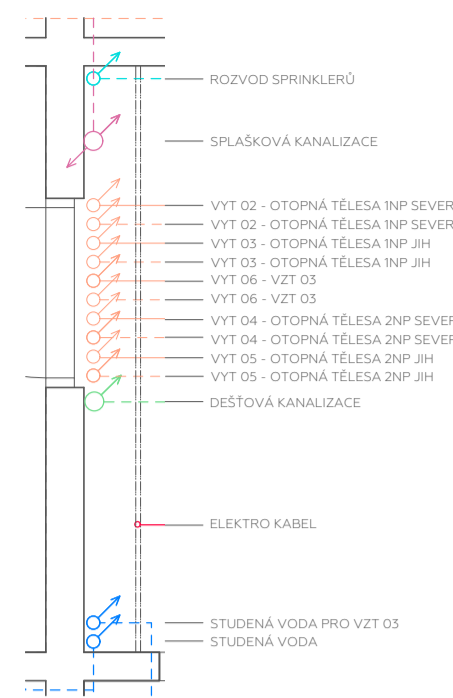 ROZVOD SPRINKLERŮ
SPLAŠKOVÁ KANALIZACE
VYT 02 - OTOPNÁ TĚLESA 1NP SEVER
VYT 02 - OTOPNÁ TĚLESA 1NP SEVER
VYT 03 - OTOPNÁ TĚLESA 1NP JIH
VYT 03 - OTOPNÁ TĚLESA 1NP JIH
VYT 06 - VZT 03
VYT 06 - VZT 03
VYT 04 - OTOPNÁ TĚLESA 2NP SEVER
VYT 04 - OTOPNÁ TĚLESA 2NP SEVER
VYT 05 - OTOPNÁ TĚLESA 2NP JIH
VYT 05 - OTOPNÁ TĚLESA 2NP JIH
DEŠŤOVÁ KANALIZACE
ELEKTRO KABEL
STUDENÁ VODA PRO VZT 03
STUDENÁ VODA